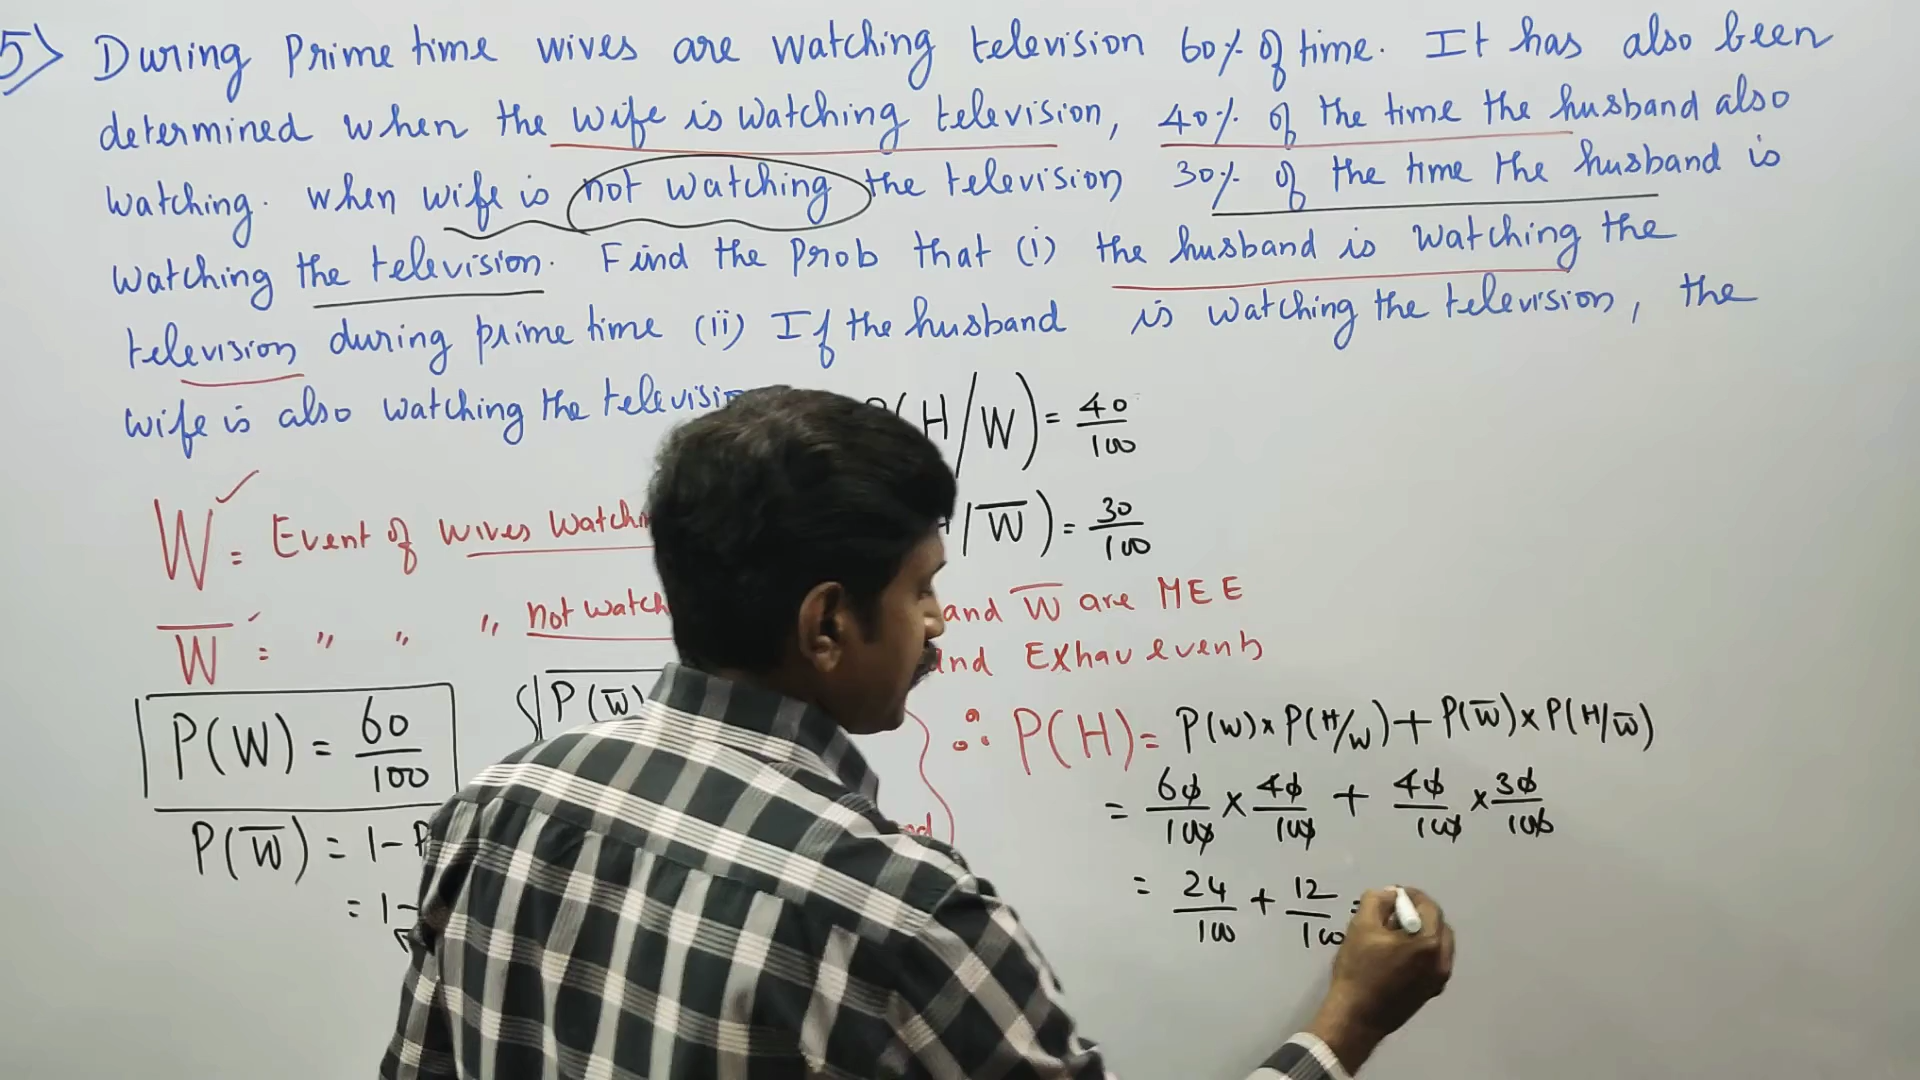 5) During Prime time wives are watching television 60% of time. It has also been
determined when the wife is watching television, 40% of the time the husband also
watching. when wife is not watching the television 30% of the time the husband is
watching the television. Find the prob that (i) the husband is watching the
television during prime time (ii) If the husband is watching the television, the
wife is also watching the
(H/W) = 40/100
W = Event of wives
/W̅) = 30/100
W̅ = " " " not
and W̅ are MEE
and Exhau events
P(W) = 60/100
P(W̅)
∴ P(H) = P(W) × P(H/W) + P(W̅) × P(H/W̅)
= 60/100 × 40/100 + 40/100 × 30/100
P(W̅) = 1-P
= 24/100 + 12/100 =
= 1-